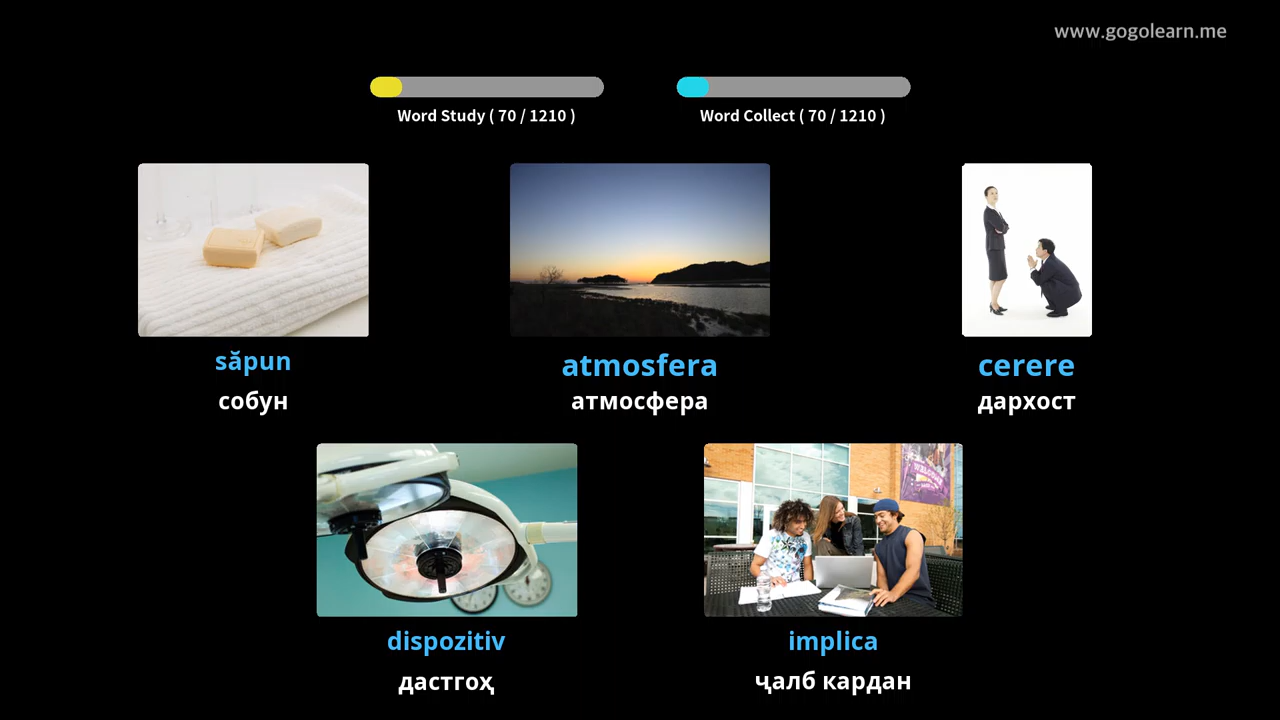 www.gogolearn.me
Word Study ( 70 / 1210 )
Word Collect ( 70 / 1210 )
săpun
atmosfera
cerere
собун
атмосфера
дархост
WELCOME
dispozitiv
implica
дастгоҳ
ҷалб кардан